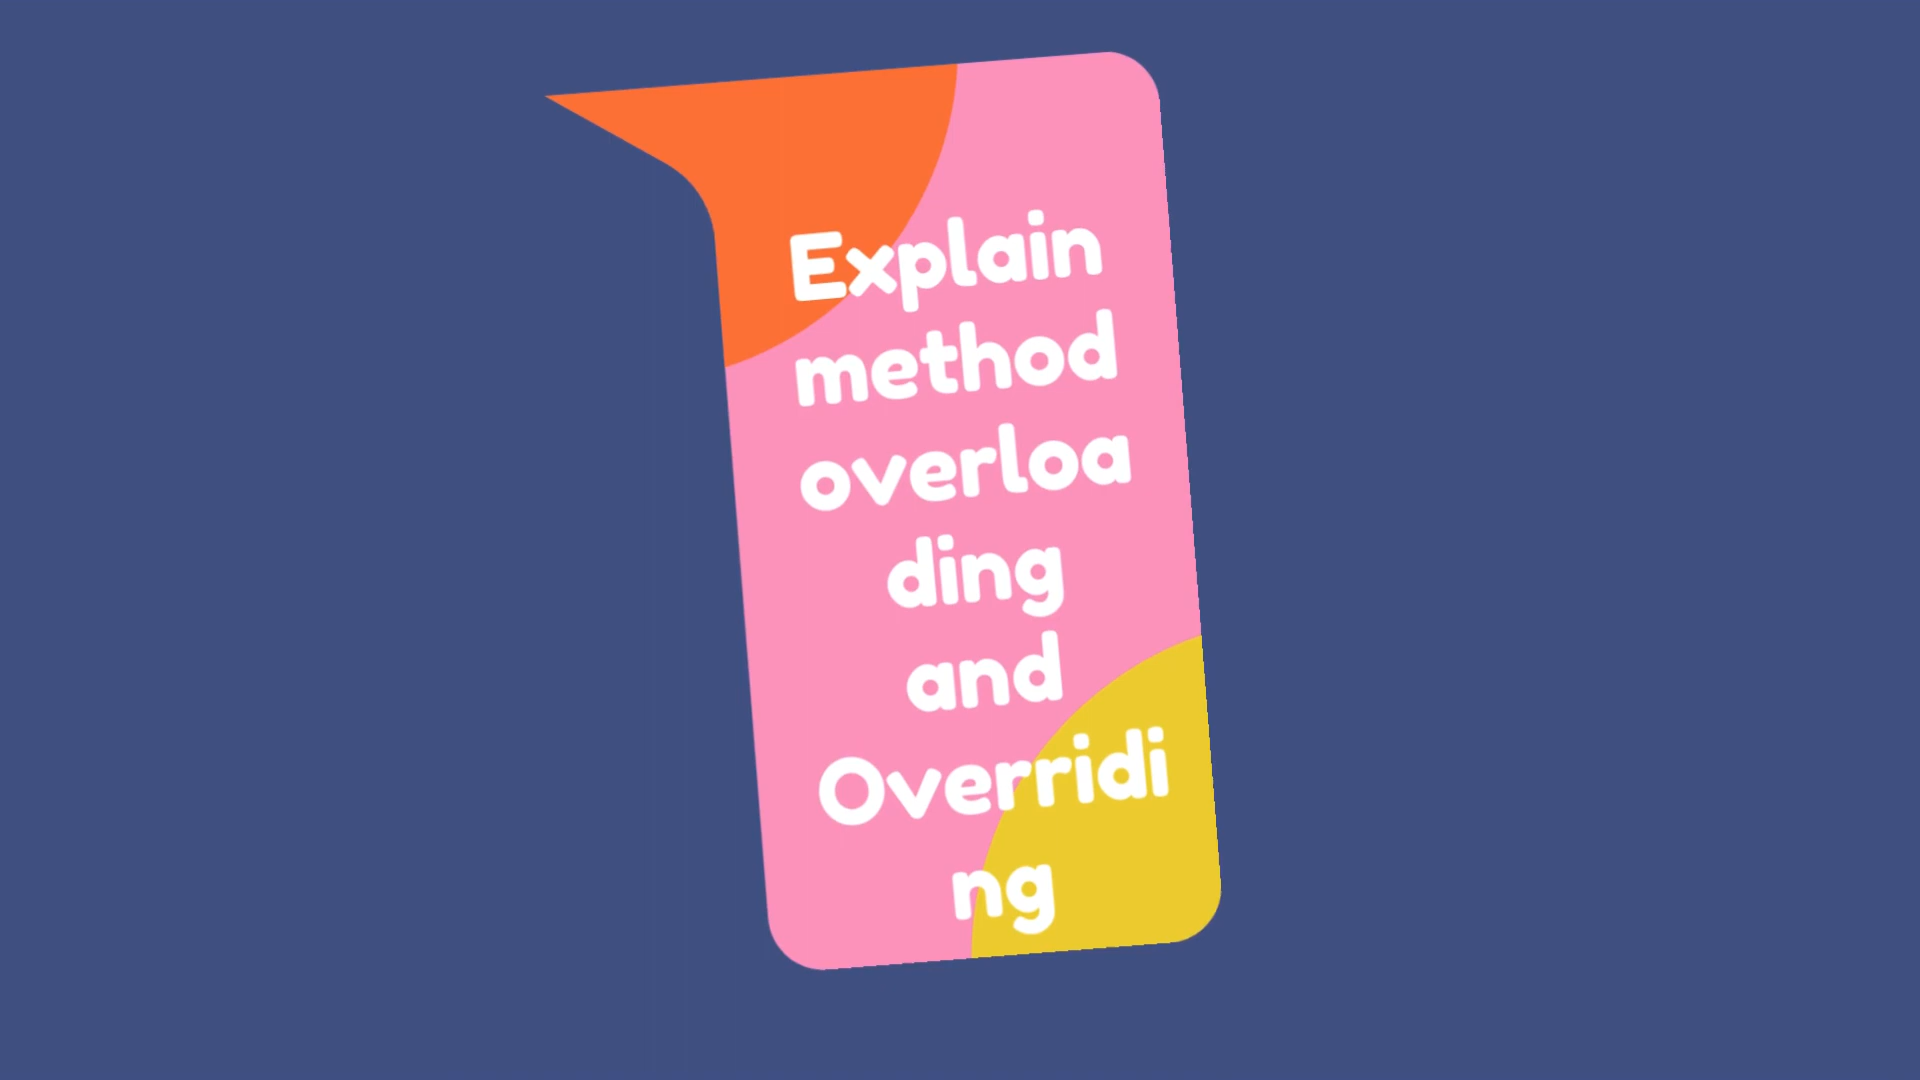 Explain
method
overloa
ding
and
Overridi
ng